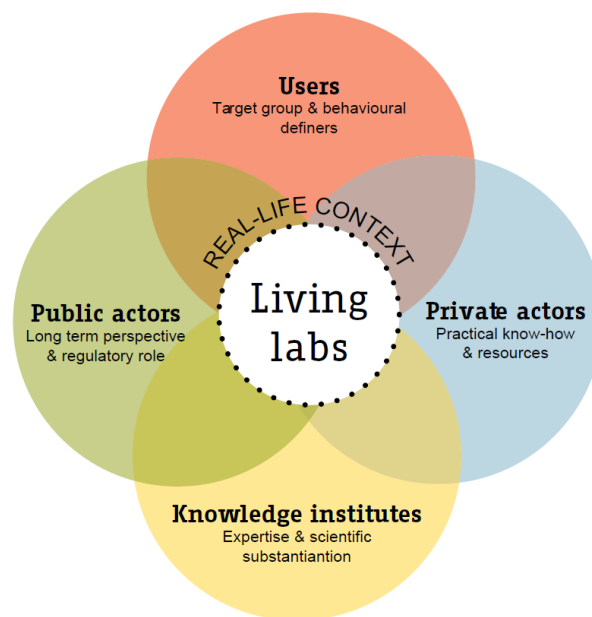 Users
Target group & behavioural
definers
REAL-LIFE CONTEXT
Living
labs
Public actors
Long term perspective
& regulatory role
Private actors
Practical know-how
& resources
Knowledge institutes
Expertise & scientific
substantiantion